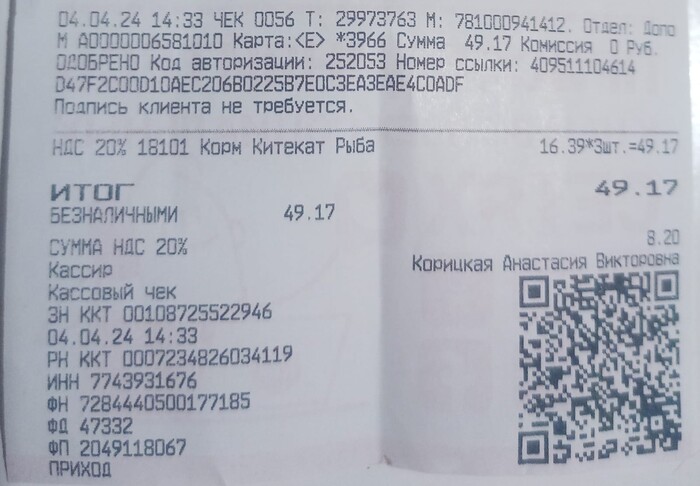 04.04.24 14:33 ЧЕК 0056 Т: 29973763 М: 781000941412. Отдел: Допо
М A0000006581010 Карта:<E> *3966 Сумма 49.17 Комиссия 0 Руб.
ОДОБРЕНО Код авторизации: 252053 Номер ссылки: 409511104614
D47F2C00D10AEC206B0225B7E0C3EA3EAE4C0ADF
Подпись клиента не требуется.
НДС 20% 18101 Корм Китекат Рыба 16.39*3шт.=49.17
ИТОГ 49.17
БЕЗНАЛИЧНЫМИ 49.17
СУММА НДС 20% 8.20
Кассир Корицкая Анастасия Викторовна
Кассовый чек
ЗН ККТ 00108725522946
04.04.24 14:33
РН ККТ 0007234826034119
ИНН 7743931676
ФН 7284440500177185
ФД 47332
ФП 2049118067
ПРИХОД